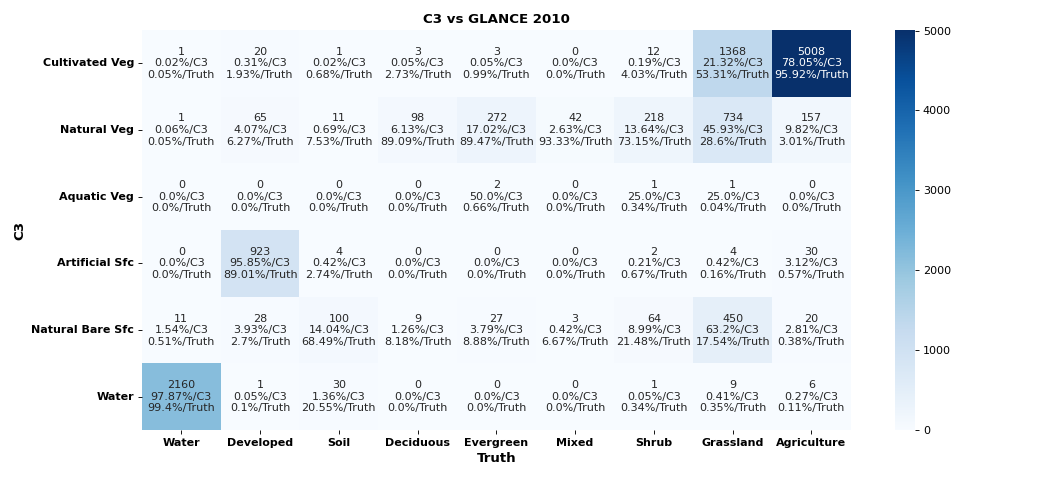 C3 vs GLANCE 2010
Cultivated Veg
1 20 1 3 3 0 12 1368 5008
0.02%/C3 0.31%/C3 0.02%/C3 0.05%/C3 0.05%/C3 0.0%/C3 0.19%/C3 21.32%/C3 78.05%/C3
0.05%/Truth 1.93%/Truth 0.68%/Truth 2.73%/Truth 0.99%/Truth 0.0%/Truth 4.03%/Truth 53.31%/Truth 95.92%/Truth
Natural Veg
1 65 11 98 272 42 218 734 157
0.06%/C3 4.07%/C3 0.69%/C3 6.13%/C3 17.02%/C3 2.63%/C3 13.64%/C3 45.93%/C3 9.82%/C3
0.05%/Truth 6.27%/Truth 7.53%/Truth 89.09%/Truth 89.47%/Truth 93.33%/Truth 73.15%/Truth 28.6%/Truth 3.01%/Truth
Aquatic Veg
0 0 0 0 2 0 1 1 0
0.0%/C3 0.0%/C3 0.0%/C3 0.0%/C3 50.0%/C3 0.0%/C3 25.0%/C3 25.0%/C3 0.0%/C3
0.0%/Truth 0.0%/Truth 0.0%/Truth 0.0%/Truth 0.66%/Truth 0.0%/Truth 0.34%/Truth 0.04%/Truth 0.0%/Truth
Artificial Sfc
0 923 4 0 0 0 2 4 30
0.0%/C3 95.85%/C3 0.42%/C3 0.0%/C3 0.0%/C3 0.0%/C3 0.21%/C3 0.42%/C3 3.12%/C3
0.0%/Truth 89.01%/Truth 2.74%/Truth 0.0%/Truth 0.0%/Truth 0.0%/Truth 0.67%/Truth 0.16%/Truth 0.57%/Truth
Natural Bare Sfc
11 28 100 9 27 3 64 450 20
1.54%/C3 3.93%/C3 14.04%/C3 1.26%/C3 3.79%/C3 0.42%/C3 8.99%/C3 63.2%/C3 2.81%/C3
0.51%/Truth 2.7%/Truth 68.49%/Truth 8.18%/Truth 8.88%/Truth 6.67%/Truth 21.48%/Truth 17.54%/Truth 0.38%/Truth
Water
2160 1 30 0 0 0 1 9 6
97.87%/C3 0.05%/C3 1.36%/C3 0.0%/C3 0.0%/C3 0.0%/C3 0.05%/C3 0.41%/C3 0.27%/C3
99.4%/Truth 0.1%/Truth 20.55%/Truth 0.0%/Truth 0.0%/Truth 0.0%/Truth 0.34%/Truth 0.35%/Truth 0.11%/Truth
Water Developed Soil Deciduous Evergreen Mixed Shrub Grassland Agriculture
Truth
C3
5000
4000
3000
2000
1000
0